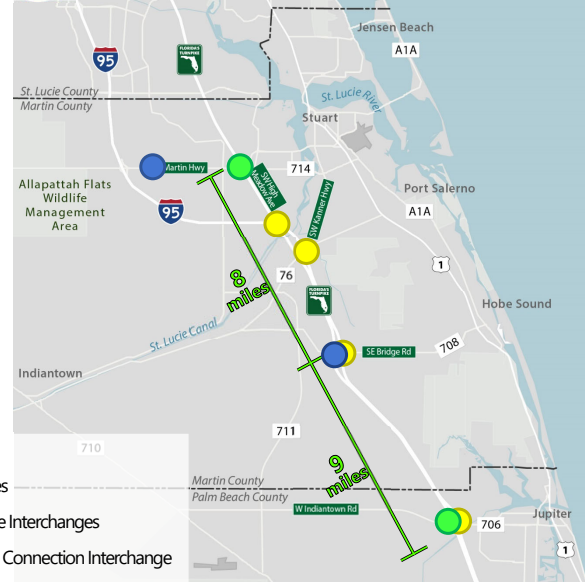 Jensen Beach
A1A
95
FLORIDA'S
TURNPIKE
St. Lucie County
Martin County
St. Lucie River
Stuart
Martin Hwy
714
SW High
Meadow Ave
SW Kanner Hwy
Allapattah Flats
Wildlife
Management
Area
95
Port Salerno
A1A
1
8
miles
76
FLORIDA'S
TURNPIKE
Hobe Sound
St. Lucie Canal
708
SE Bridge Rd
Indiantown
711
710
9
miles
Martin County
Palm Beach County
es
e Interchanges
W Indiantown Rd
706
Jupiter
Connection Interchange
1